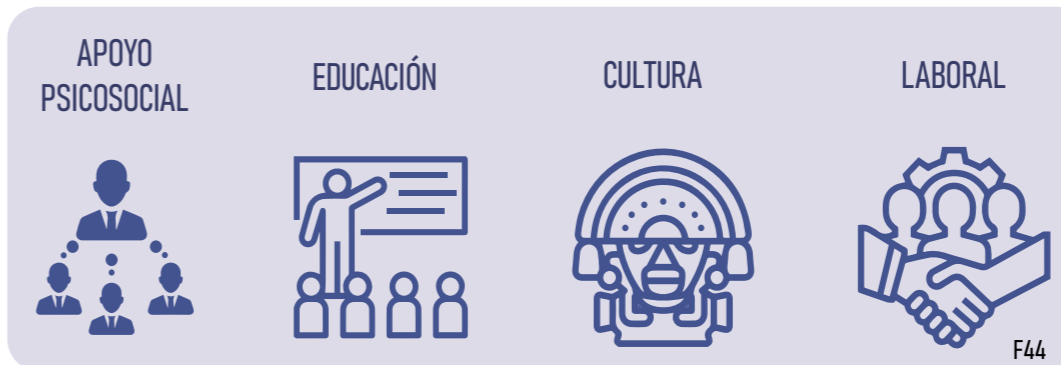 APOYO
PSICOSOCIAL
EDUCACIÓN
CULTURA
LABORAL
F44